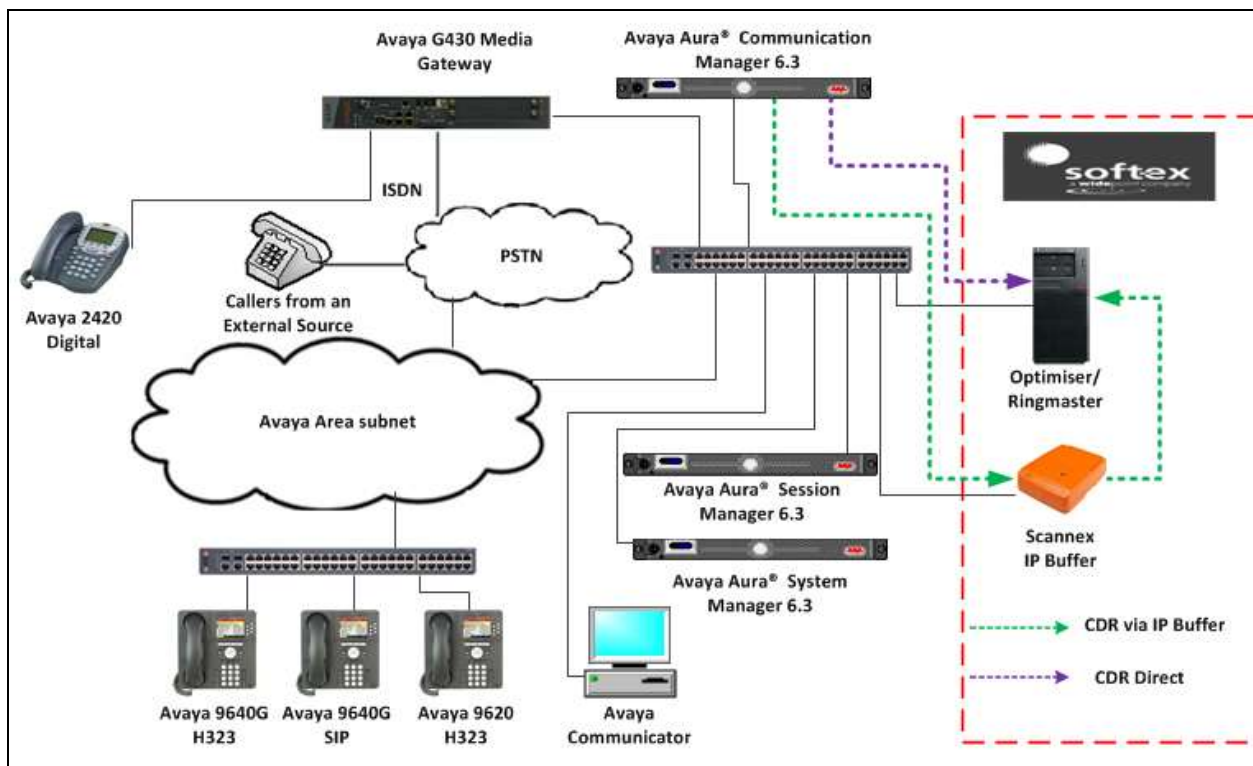 Avaya G430 Media
Gateway
Avaya Aura® Communication
Manager 6.3
softex
a widepoint company
ISDN
PSTN
Callers from an
External Source
Avaya 2420
Digital
Optimiser/
Ringmaster
Avaya Area subnet
Avaya Aura® Session
Manager 6.3
Scannex
IP Buffer
Avaya Aura® System
Manager 6.3
CDR via IP Buffer
CDR Direct
Avaya 9640G
H323
Avaya 9640G
SIP
Avaya 9620
H323
Avaya
Communicator